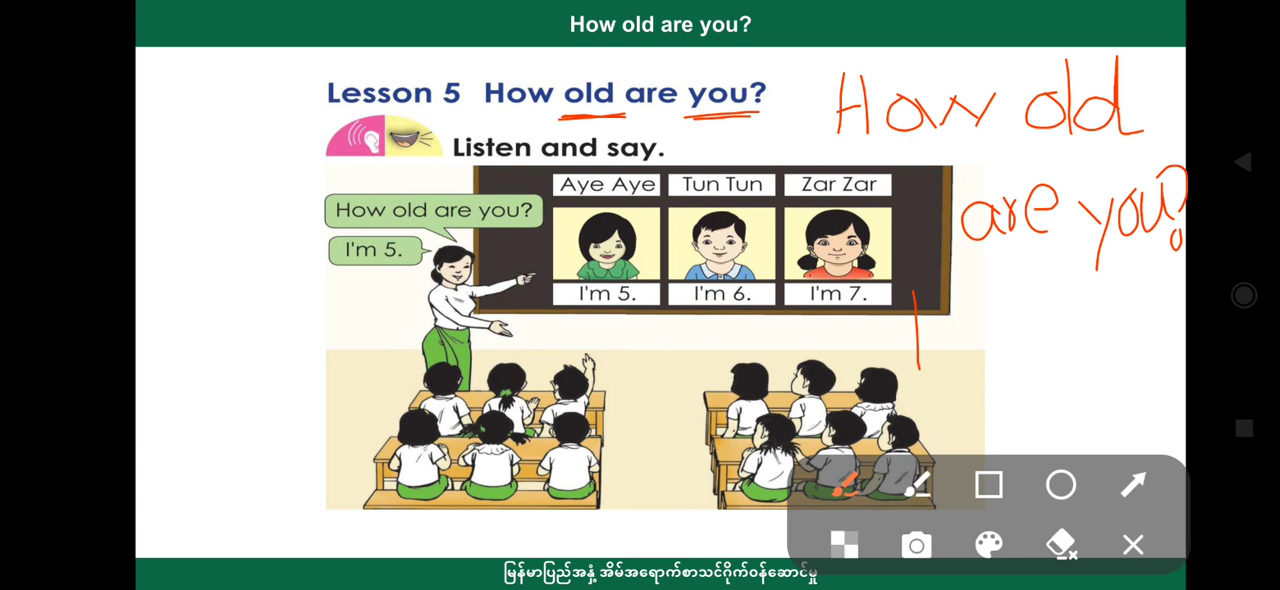 How old are you?
Lesson 5 How old are you?
How old
Listen and say.
are you?
Aye Aye Tun Tun Zar Zar
How old are you?
I'm 5.
I'm 5. I'm 6. I'm 7.
မြန်မာပြည်အနှံ့ အိမ်အရောက်စာသင်ဂိုက်ဝန်ဆောင်မှု